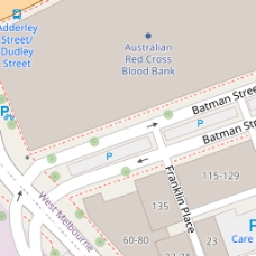 Adderley
Street/
Dudley
Street
Australian
Red Cross
Blood Bank
P
Batman Stree
P
Batman Stre
P
Franklin Place
115-129
West Melbourne
135
60-80
23
P
Care